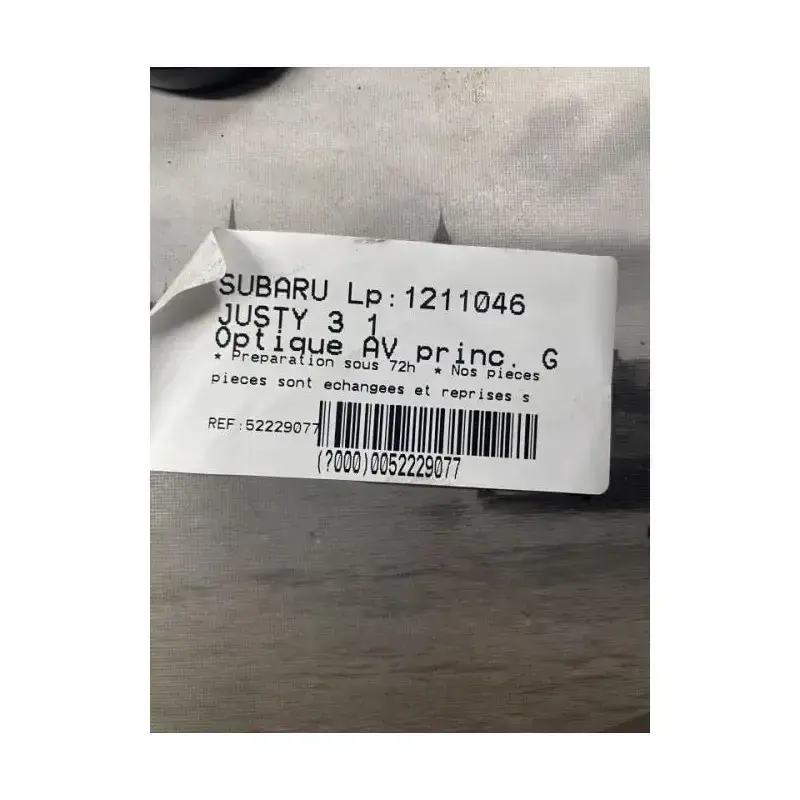 SUBARU Lp:1211046
JUSTY 3 1
Optique AV princ. G
* Preparation sous 72h * Nos pieces
pieces sont echangees et reprises s
REF:52229077
(?000)0052229077